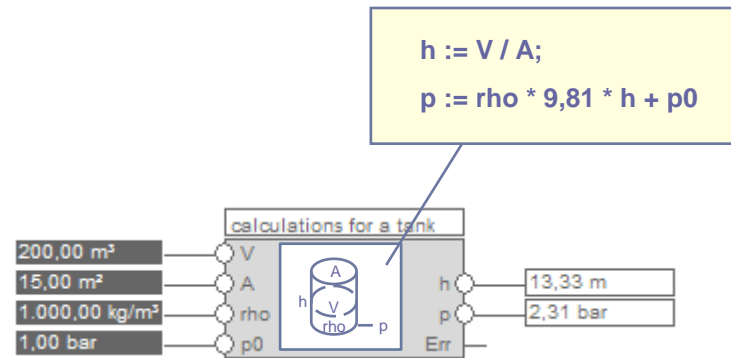 h := V / A;
p := rho * 9,81 * h + p0
calculations for a tank
200,00 m³
V
15,00 m²
A
1.000,00 kg/m³
rho
1,00 bar
p0
A
h
V
rho
p
h
13,33 m
p
2,31 bar
Err